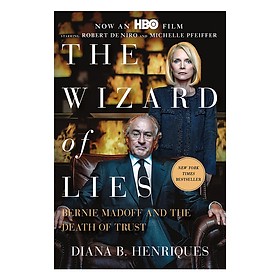 NOW AN HBO FILM
STARRING ROBERT DE NIRO AND MICHELLE PFEIFFER
THE
WIZARD
of
LIES
NEW YORK
TIMES
BESTSELLER
BERNIE MADOFF AND THE
DEATH OF TRUST
DIANA B. HENRIQUES